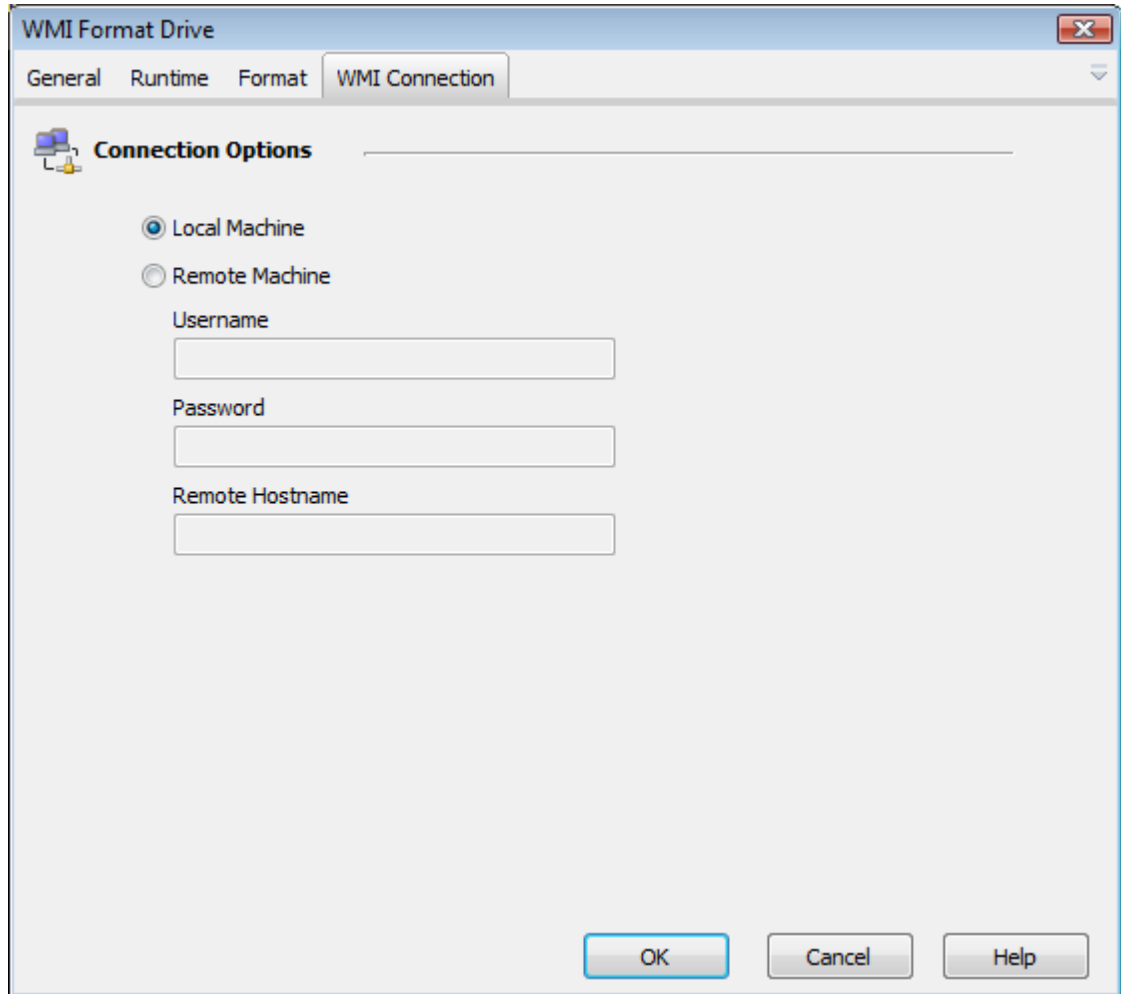 WMI Format Drive
General Runtime Format WMI Connection
Connection Options
Local Machine
Remote Machine
Username
Password
Remote Hostname
OK Cancel Help